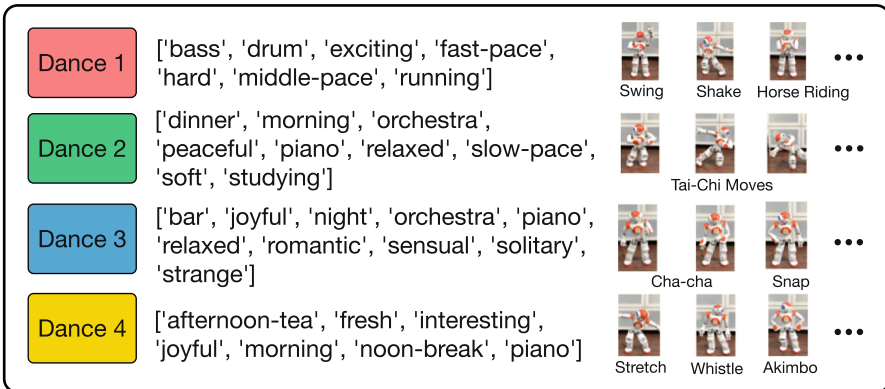 Dance 1
['bass', 'drum', 'exciting', 'fast-pace',
'hard', 'middle-pace', 'running']
Swing Shake Horse Riding
Dance 2
['dinner', 'morning', 'orchestra',
'peaceful', 'piano', 'relaxed', 'slow-pace',
'soft', 'studying']
Tai-Chi Moves
Dance 3
['bar', 'joyful', 'night', 'orchestra', 'piano',
'relaxed', 'romantic', 'sensual', 'solitary',
'strange']
Cha-cha Snap
Dance 4
['afternoon-tea', 'fresh', 'interesting',
'joyful', 'morning', 'noon-break', 'piano']
Stretch Whistle Akimbo